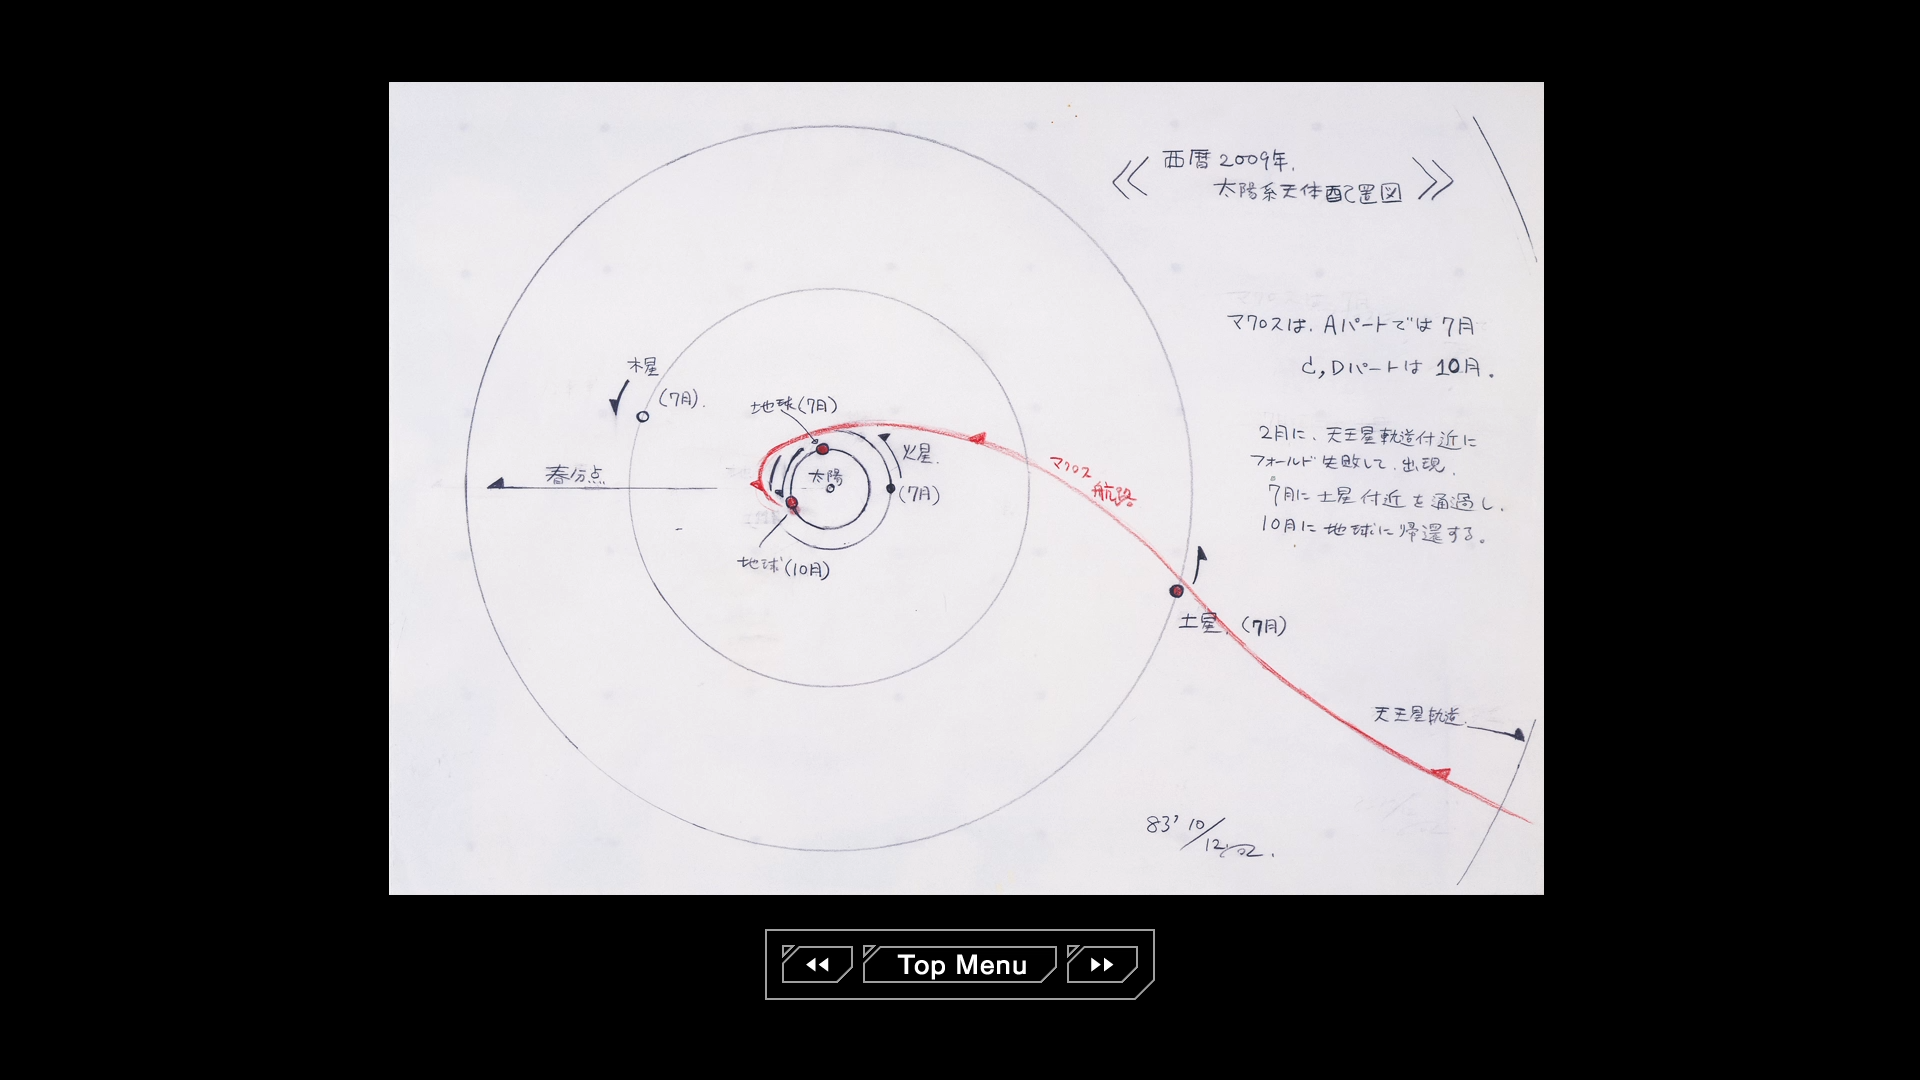 西暦2009年.
太陽系天体配置図
マクロスは、Aパートでは7月
C,Dパートは10月.
木星
(7月).
地球(7月)
火星.
(7月)
太陽
春分点
マクロス
航路
2月に、天王星軌道付近に
フォールド失敗して、出現.
7月に土星付近を通過し.
10月に地球に帰還する。
地球(10月)
土星. (7月)
天王星軌道.
83' 10/12.
Top Menu